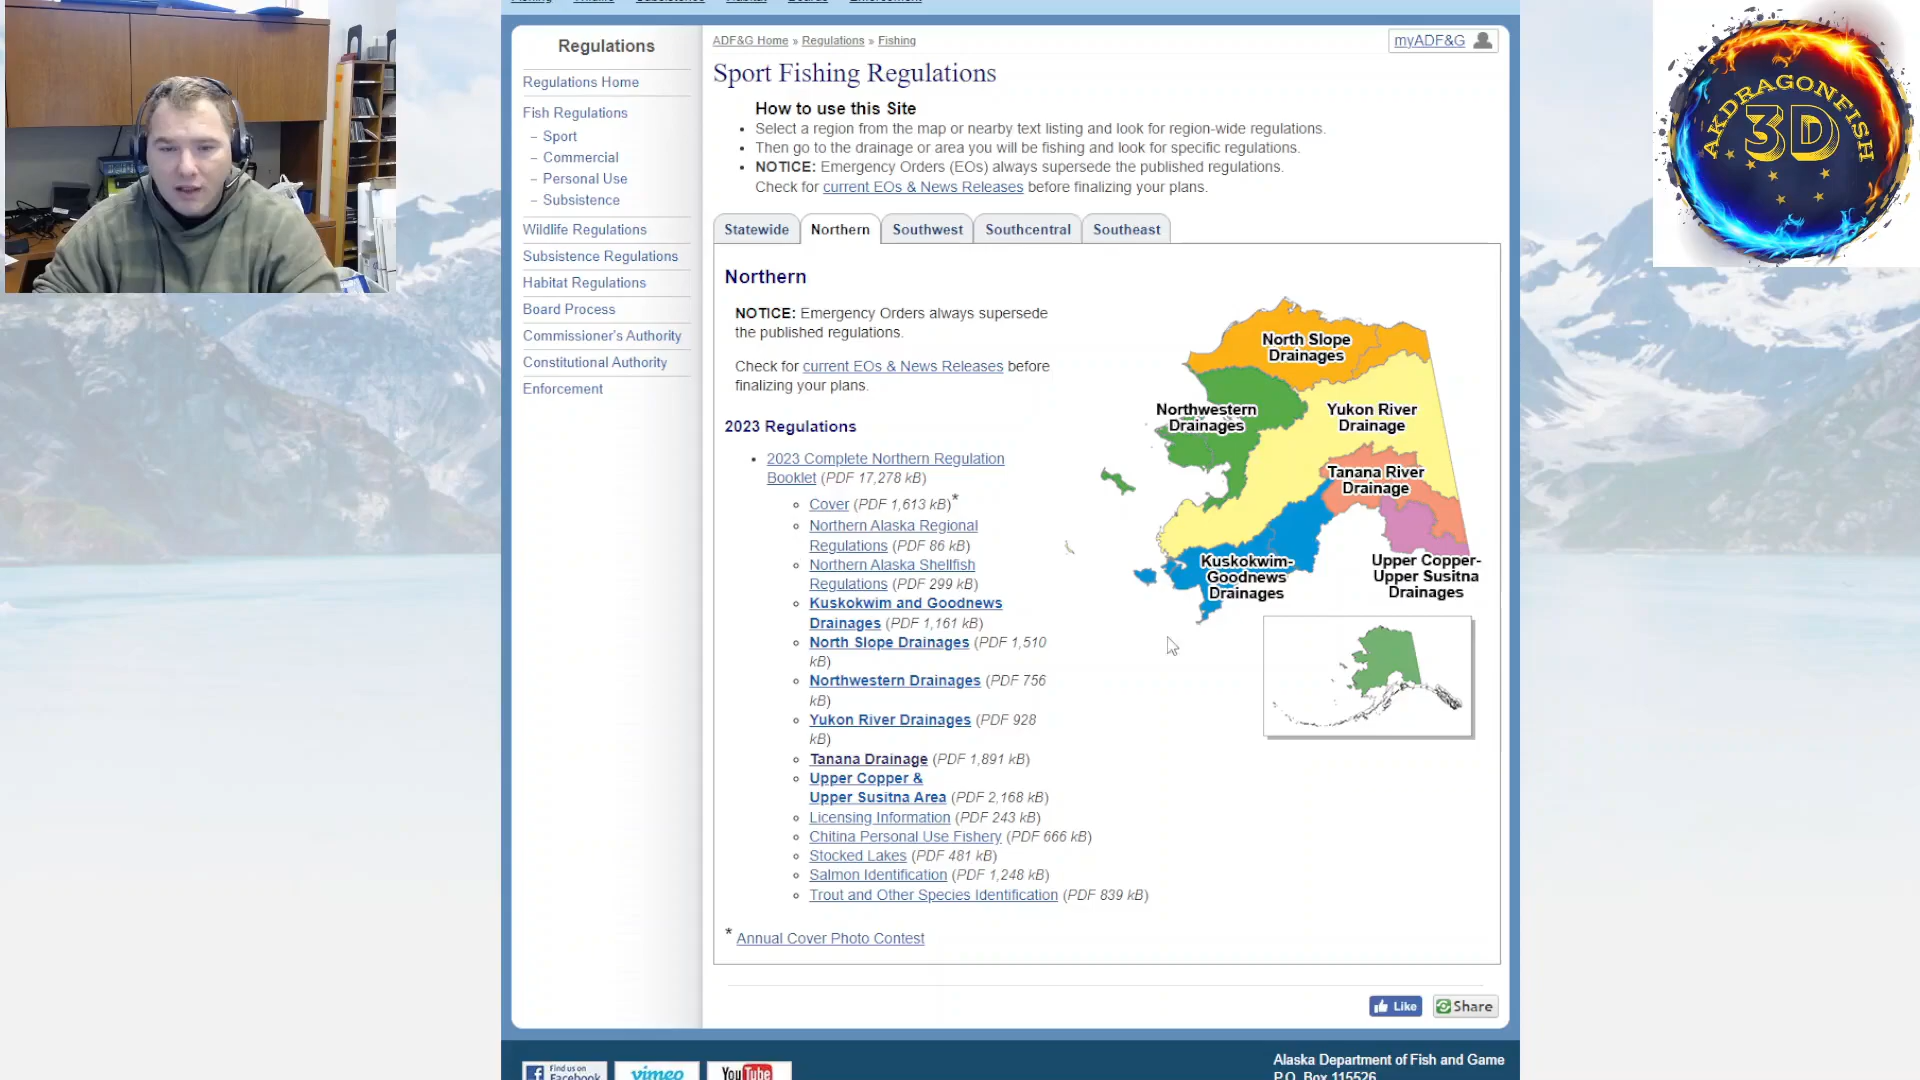 Fishing Wildlife Subsistence Habitat Boards Enforcement
Regulations
Regulations Home
Fish Regulations
– Sport
– Commercial
– Personal Use
– Subsistence
Wildlife Regulations
Subsistence Regulations
Habitat Regulations
Board Process
Commissioner's Authority
Constitutional Authority
Enforcement
ADF&G Home » Regulations » Fishing
myADF&G
Sport Fishing Regulations
How to use this Site
• Select a region from the map or nearby text listing and look for region-wide regulations.
• Then go to the drainage or area you will be fishing and look for specific regulations.
• NOTICE: Emergency Orders (EOs) always supersede the published regulations.
Check for current EOs & News Releases before finalizing your plans.
Statewide Northern Southwest Southcentral Southeast
Northern
NOTICE: Emergency Orders always supersede
the published regulations.
Check for current EOs & News Releases before
finalizing your plans.
2023 Regulations
• 2023 Complete Northern Regulation
Booklet (PDF 17,278 kB)
Cover (PDF 1,613 kB)*
Northern Alaska Regional
Regulations (PDF 86 kB)
Northern Alaska Shellfish
Regulations (PDF 299 kB)
Kuskokwim and Goodnews
Drainages (PDF 1,161 kB)
North Slope Drainages (PDF 1,510
kB)
Northwestern Drainages (PDF 756
kB)
Yukon River Drainages (PDF 928
kB)
Tanana Drainage (PDF 1,891 kB)
Upper Copper &
Upper Susitna Area (PDF 2,168 kB)
Licensing Information (PDF 243 kB)
Chitina Personal Use Fishery (PDF 666 kB)
Stocked Lakes (PDF 481 kB)
Salmon Identification (PDF 1,248 kB)
Trout and Other Species Identification (PDF 839 kB)
* Annual Cover Photo Contest
North Slope
Drainages
Northwestern
Drainages
Yukon River
Drainage
Tanana River
Drainage
Kuskokwim-
Goodnews
Drainages
Upper Copper-
Upper Susitna
Drainages
Like
Share
Find us on
Facebook
vimeo
YouTube
Alaska Department of Fish and Game
P.O. Box 115526
AKDRAGONFISH
3D